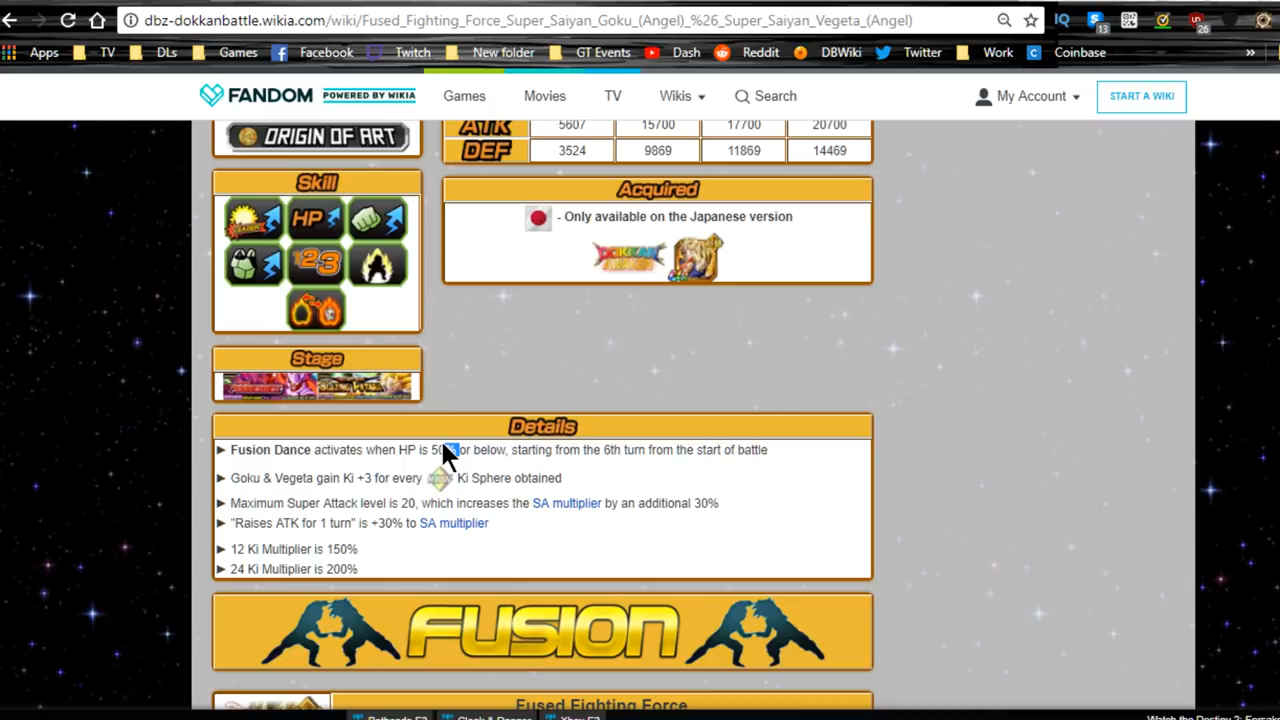 dbz-dokkanbattle.wikia.com/wiki/Fused_Fighting_Force_Super_Saiyan_Goku_(Angel)_%26_Super_Saiyan_Vegeta_(Angel)
13
26
Apps TV DLs Games Facebook Twitch New folder GT Events Dash Reddit DBWiki Twitter Work Coinbase »
FANDOM POWERED BY WIKIA Games Movies TV Wikis Search My Account START A WIKI
ORIGIN OF ART
ATK 5607 15700 17700 20700
DEF 3524 9869 11869 14469
Skill
HP
123
Acquired
- Only available on the Japanese version
DOKKAN
Stage
Details
► Fusion Dance activates when HP is 50% or below, starting from the 6th turn from the start of battle
► Goku & Vegeta gain Ki +3 for every Ki Sphere obtained
► Maximum Super Attack level is 20, which increases the SA multiplier by an additional 30%
► "Raises ATK for 1 turn" is +30% to SA multiplier
► 12 Ki Multiplier is 150%
► 24 Ki Multiplier is 200%
FUSION
Fused Fighting Force